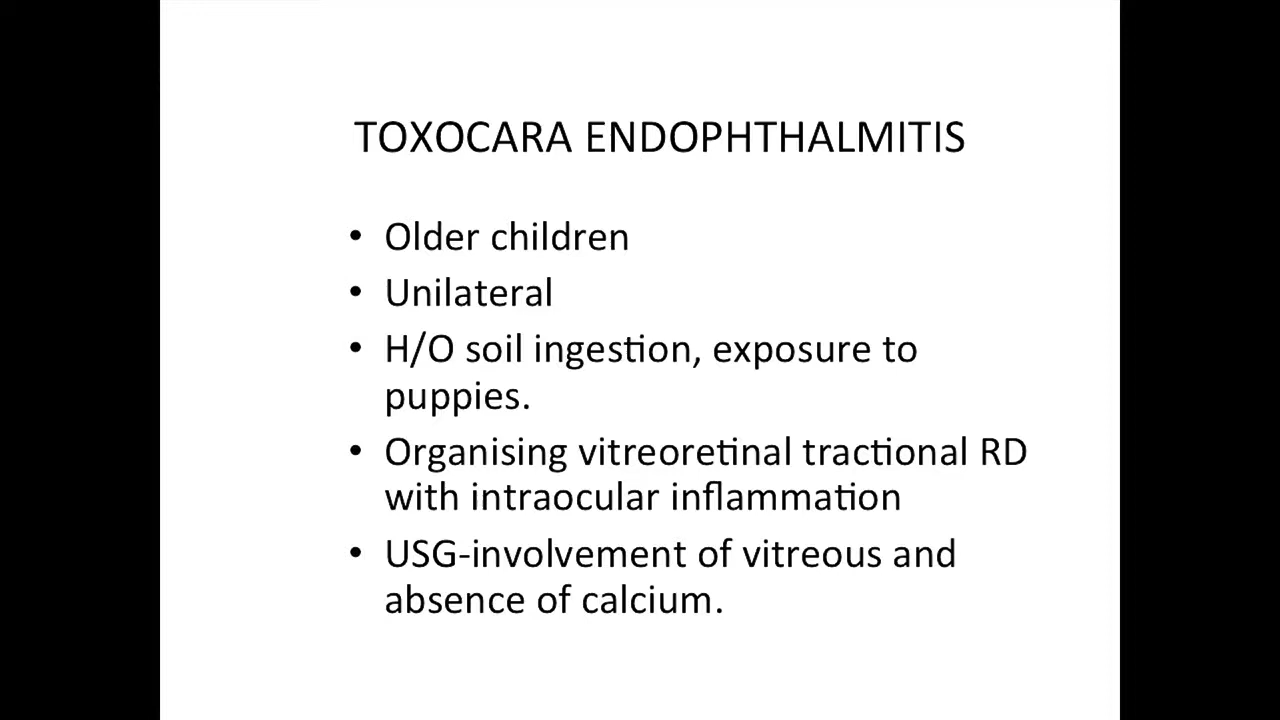 TOXOCARA ENDOPHTHALMITIS
• Older children
• Unilateral
• H/O soil ingestion, exposure to
puppies.
• Organising vitreoretinal tractional RD
with intraocular inflammation
• USG-involvement of vitreous and
absence of calcium.